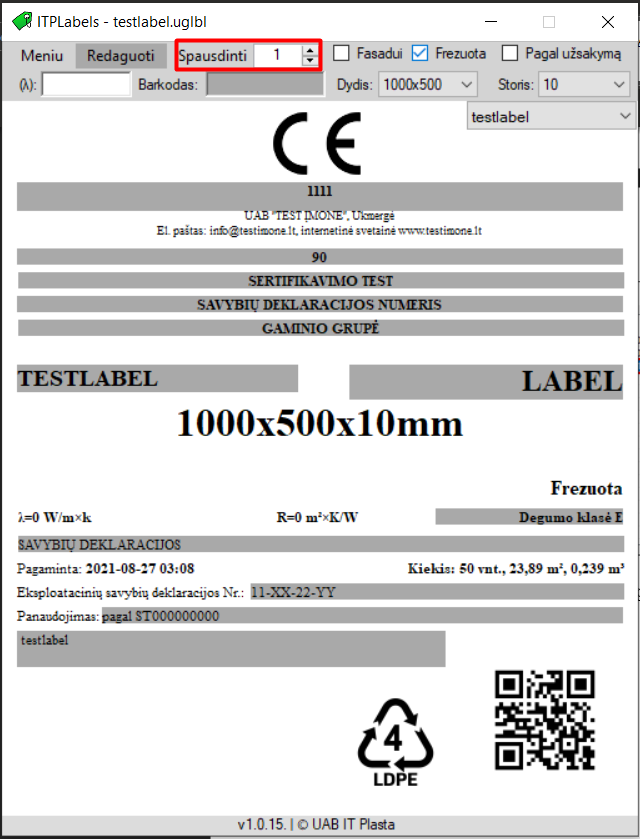 ITPLabels - testlabel.uglbl
Meniu Redaguoti Spausdinti 1 Fasadui Frezuota Pagal užsakymą
(λ): Barkodas: Dydis: 1000x500 Storis: 10
testlabel
CE
1111
UAB "TEST ĮMONE", Ukmergė
El. paštas: info@testimone.lt, internetinė svetainė www.testimone.lt
90
SERTIFIKAVIMO TEST
SAVYBIŲ DEKLARACIJOS NUMERIS
GAMINIO GRUPĖ
TESTLABEL LABEL
1000x500x10mm
Frezuota
λ=0 W/m×k R=0 m²×K/W Degumo klasė E
SAVYBIŲ DEKLARACIJOS
Pagaminta: 2021-08-27 03:08 Kiekis: 50 vnt., 23,89 m², 0,239 m³
Eksploatacinių savybių deklaracijos Nr.: 11-XX-22-YY
Panaudojimas: pagal ST000000000
testlabel
4
LDPE
v1.0.15. | © UAB IT Plasta